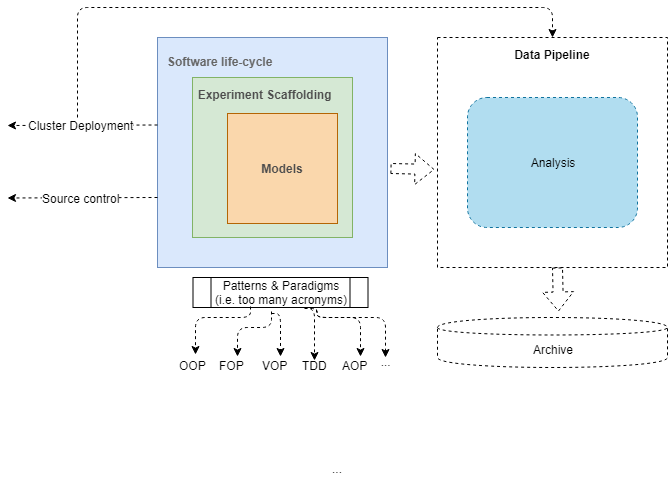 Software life-cycle
Data Pipeline
Experiment Scaffolding
Cluster Deployment
Models
Analysis
Source control
Patterns & Paradigms
(i.e. too many acronyms)
Archive
OOP FOP VOP TDD AOP ...
...